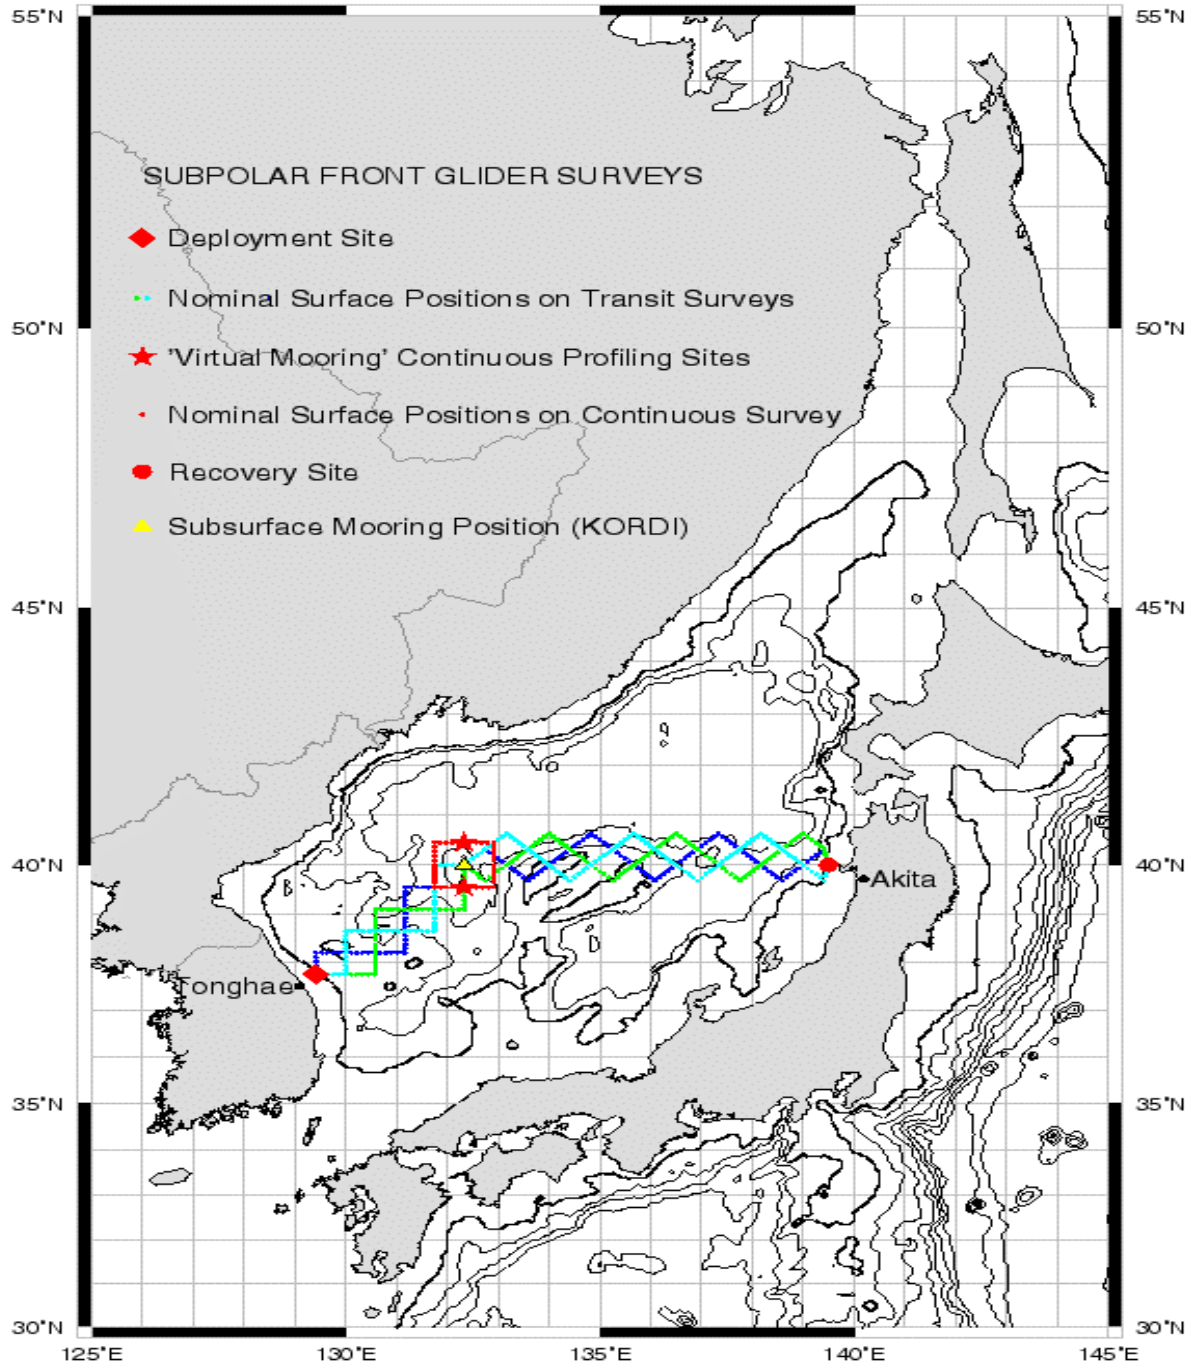 55°N
55°N
SUBPOLAR FRONT GLIDER SURVEYS
Deployment Site
Nominal Surface Positions on Transit Surveys
50°N
50°N
'Virtual Mooring' Continuous Profiling Sites
Nominal Surface Positions on Continuous Survey
Recovery Site
Subsurface Mooring Position (KORDI)
45°N
45°N
40°N
Akita
40°N
Tonghae
35°N
35°N
30°N
30°N
125°E
130°E
135°E
140°E
145°E